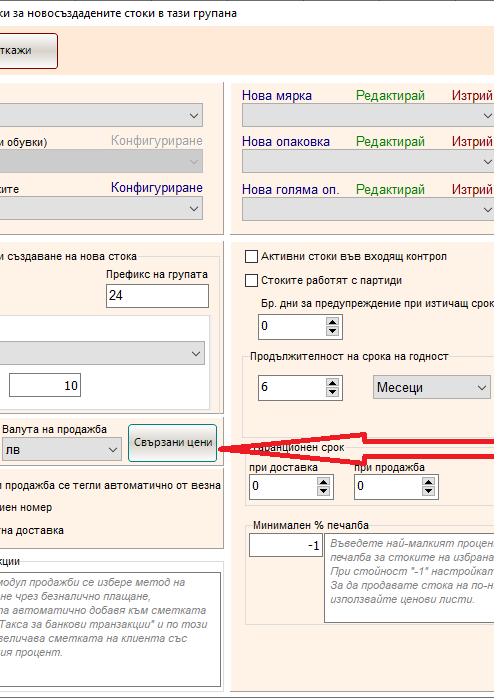 ки за новосъздадените стоки в тази групана
ткажи
Нова мярка Редактирай Изтрий
и обувки) Конфигуриране
Нова опаковка Редактирай Изтрий
ките Конфигуриране
Нова голяма оп. Редактирай Изтрий
и създаване на нова стока
Префикс на групата
24
10
Валута на продажба
лв
Свързани цени
и продажба се тегли автоматично от везна
иен номер
на доставка
кции
модул продажби се избере метод на
не чрез безналично плащане,
та автоматично добавя към сметката
"Такса за банкови транзакции" и по този
величава сметката на клиента със
ия процент.
Активни стоки във входящ контрол
Стоките работят с партиди
Бр. дни за предупреждение при изтичащ срок
0
Продължителност на срока на годност
6 Месеци
Гаранционен срок
при доставка при продажба
0 0
Минимален % печалба
-1
Въведете най-малкият процен
печалба за стоките на избрана
При стойност "-1" настройкат
За да продавате стока на по-н
използвайте ценови листи.